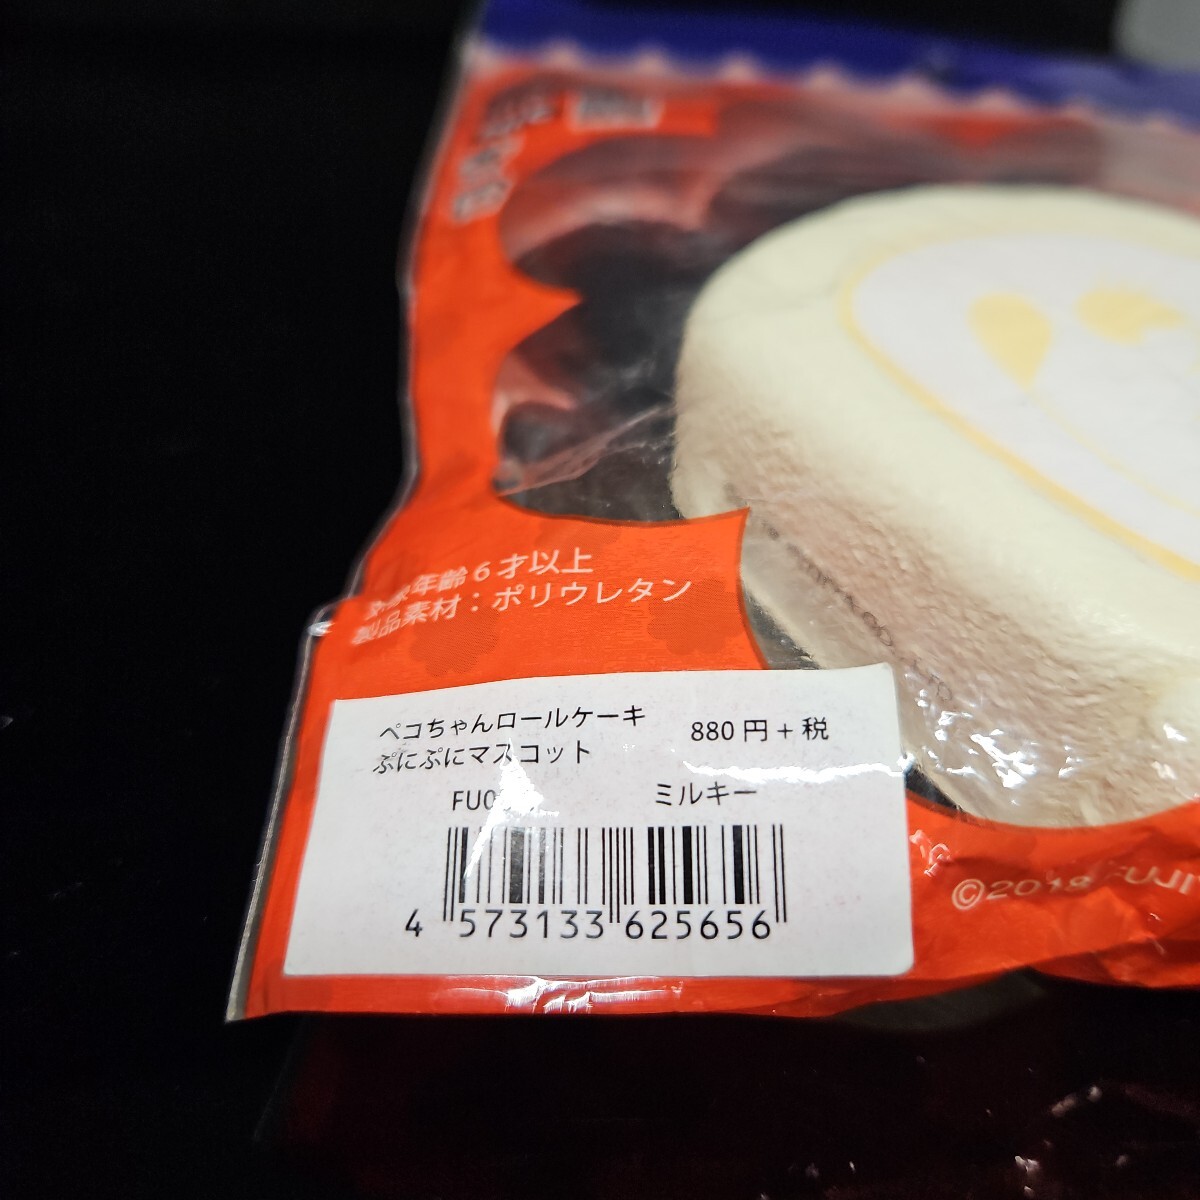 年齢6才以上
製品素材：ポリウレタン
ペコちゃんロールケーキ
ぷにぷにマスコット
880円+税
ミルキー
4 573133 625656